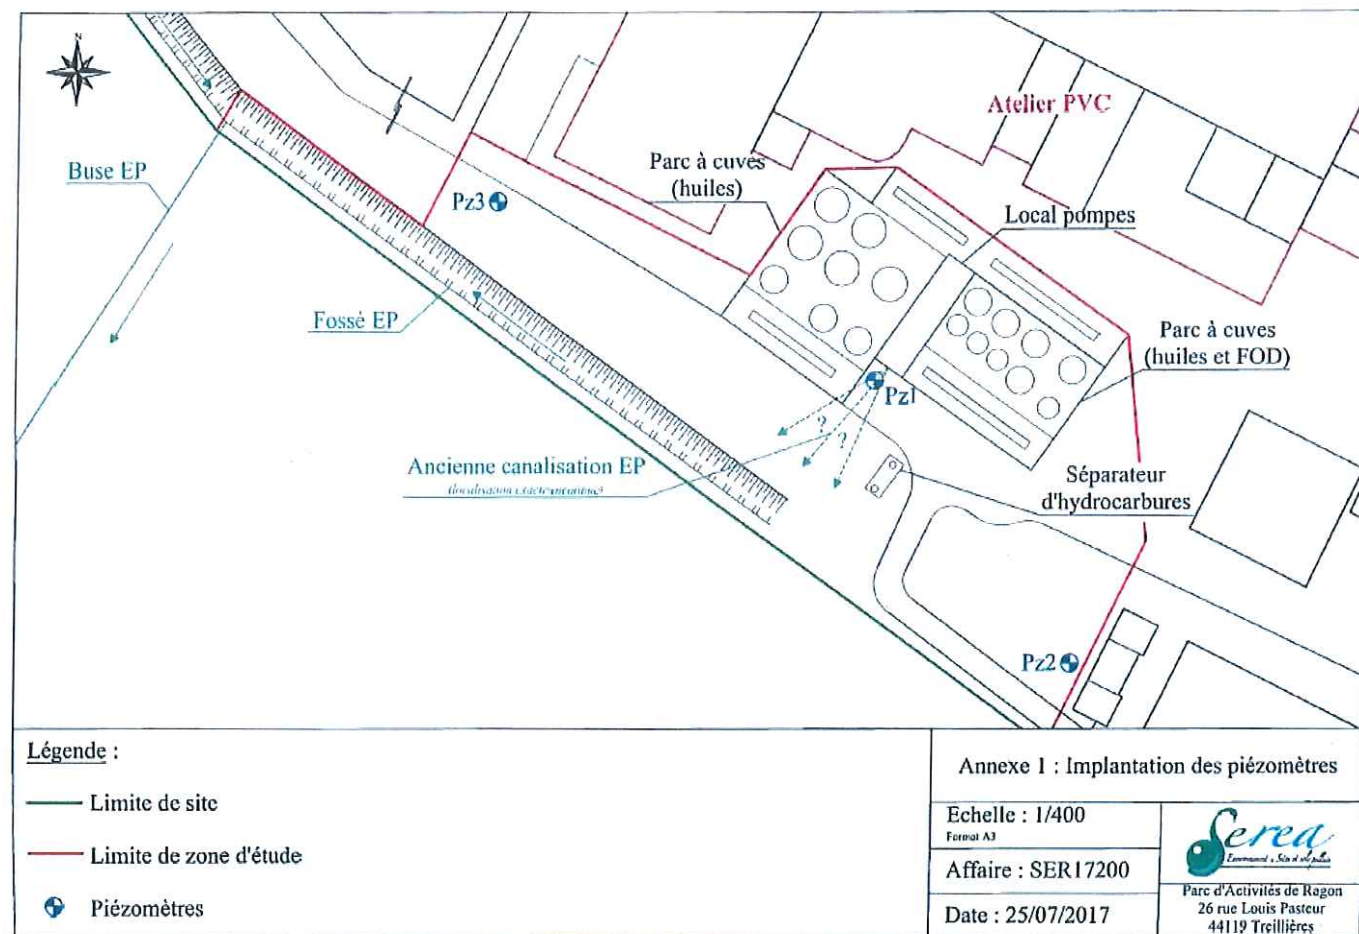 N
Atelier PVC
Parc à cuves
(huiles)
Buse EP
Pz3
Local pompes
Fossé EP
Parc à cuves
(huiles et FOD)
Pz1
?
?
Ancienne canalisation EP
Séparateur
d'hydrocarbures
Pz2
Légende :
Limite de site
Limite de zone d'étude
Piézomètres
Annexe 1 : Implantation des piézomètres
Echelle : 1/400
Format A3
Affaire : SER17200
Date : 25/07/2017
Serea
Parc d'Activités de Ragon
26 rue Louis Pasteur
44119 Treillières